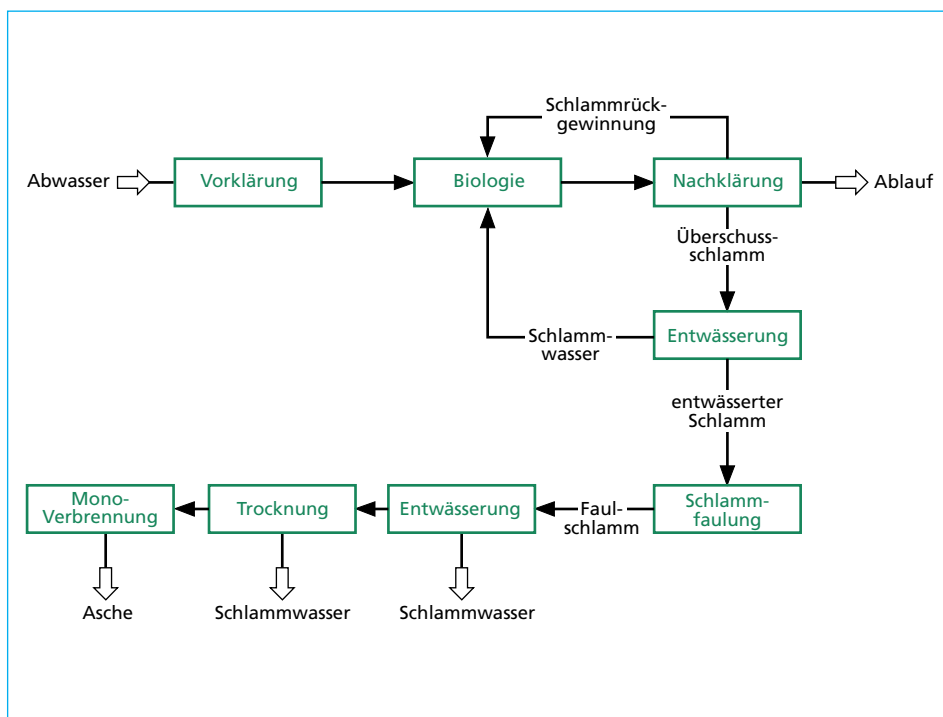 Schlammrück-
gewinnung
Abwasser
Vorklärung
Biologie
Nachklärung
Ablauf
Überschuss-
schlamm
Schlamm-
wasser
Entwässerung
entwässerter
Schlamm
Mono-
Verbrennung
Trocknung
Entwässerung
Faul-
schlamm
Schlamm-
faulung
Asche
Schlammwasser
Schlammwasser